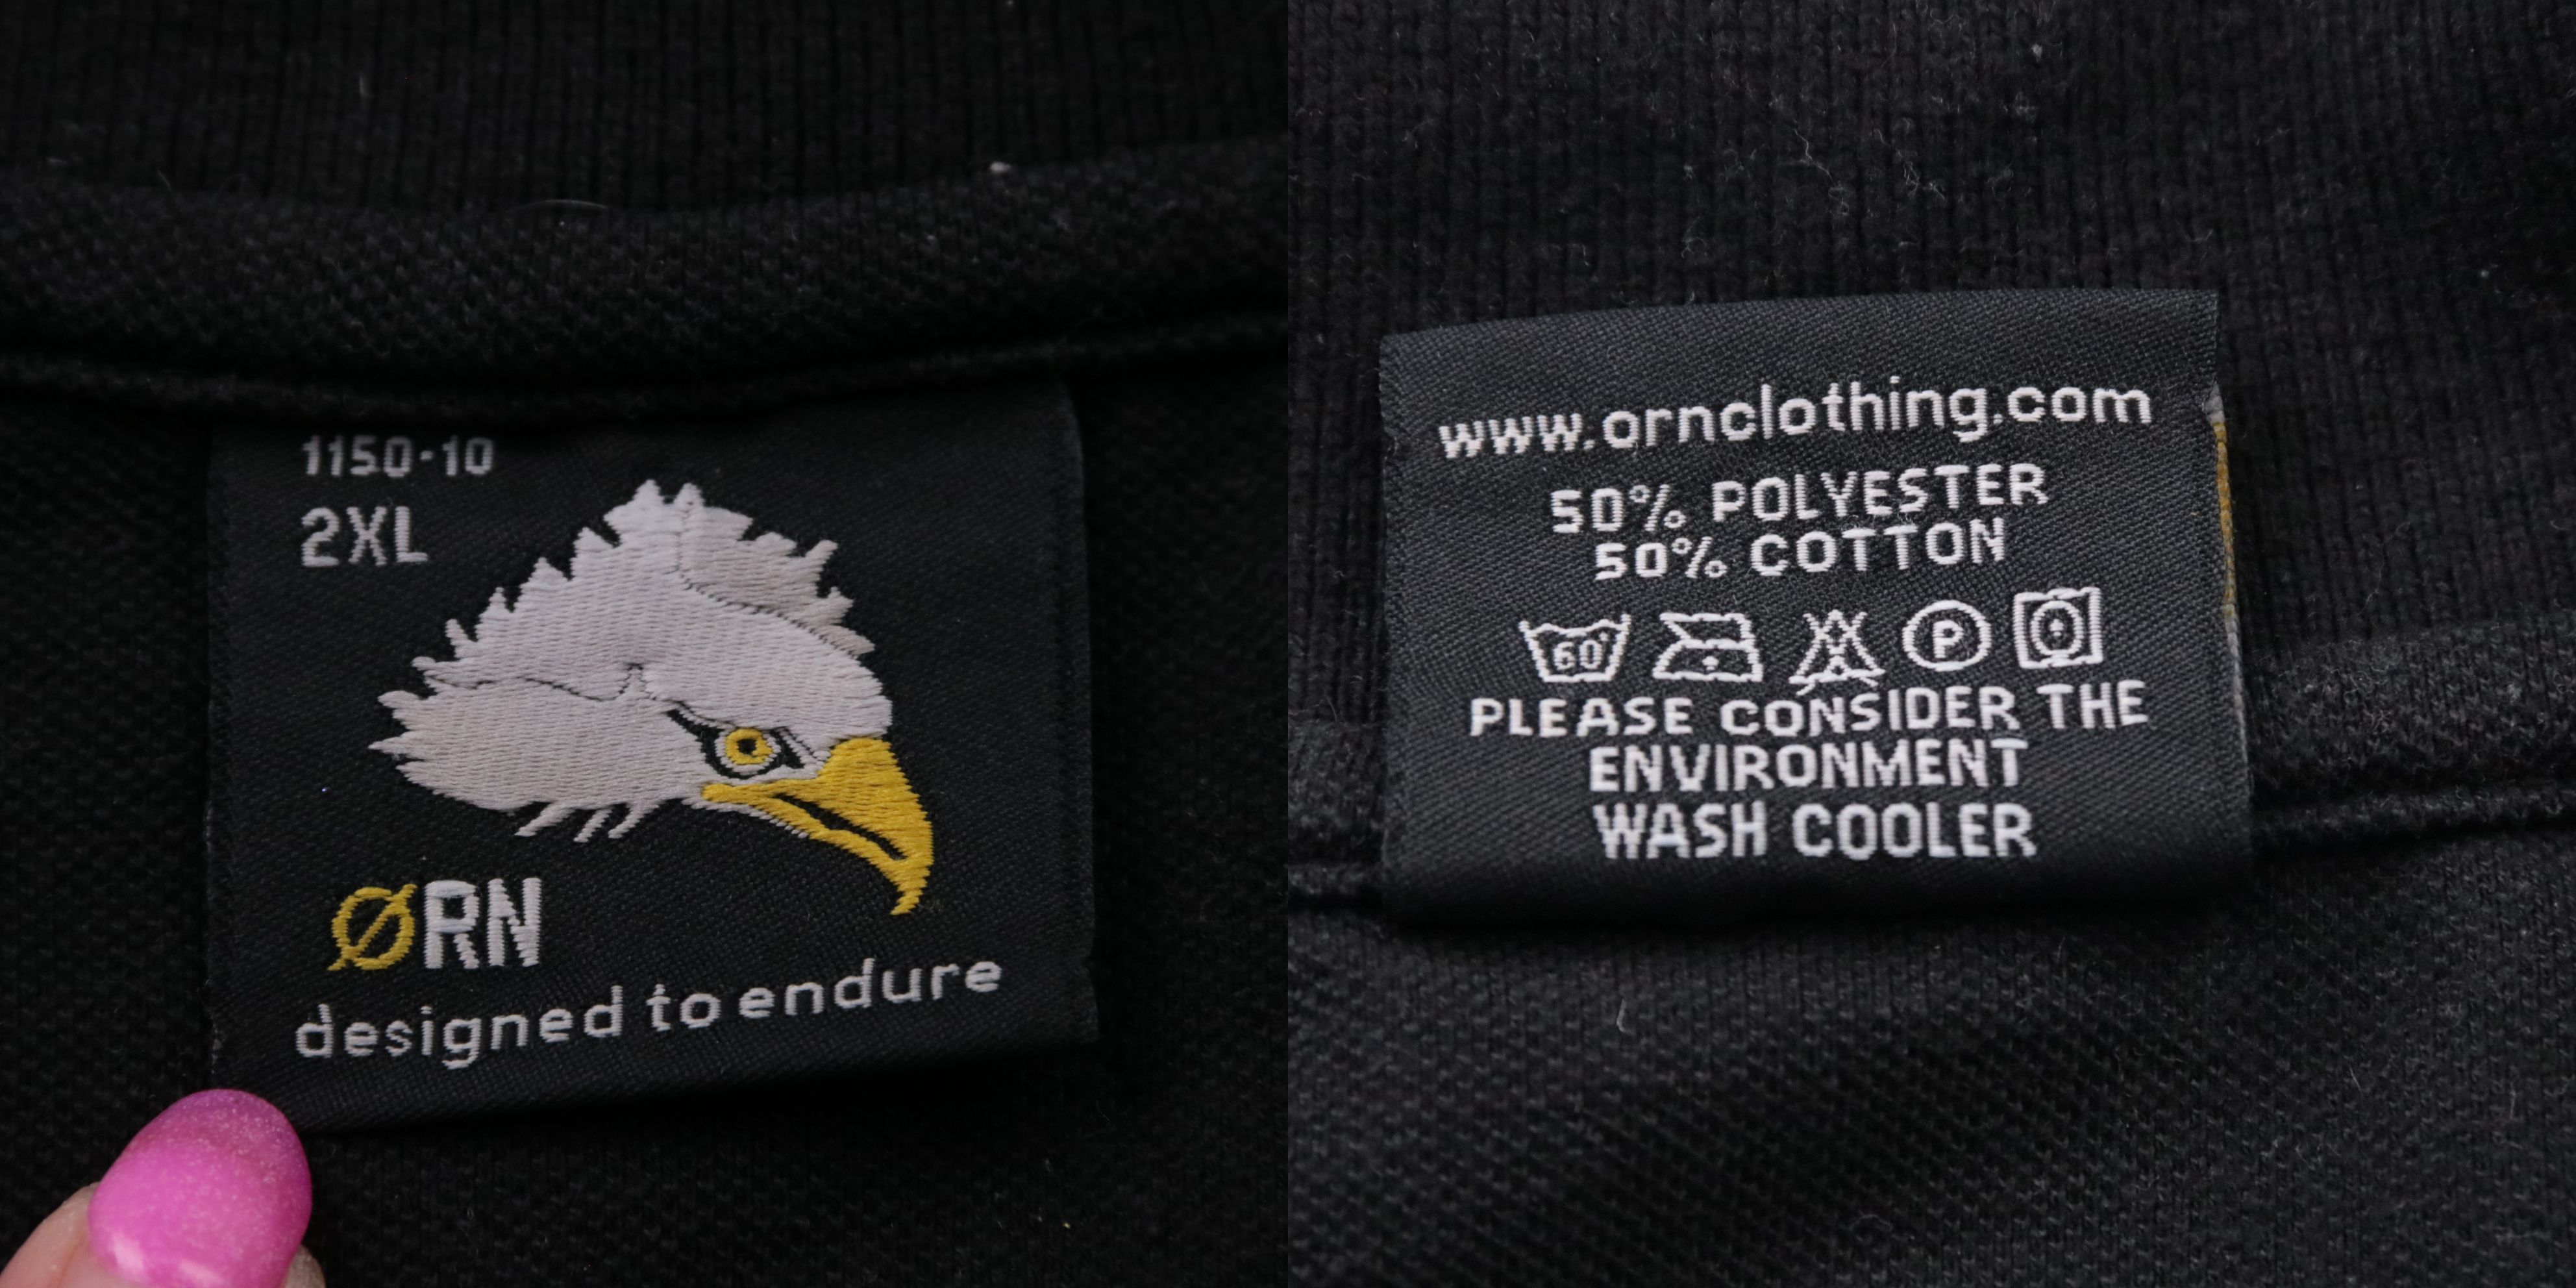 1150-10
2XL
ØRN
designed to endure
www.ornclothing.com
50% POLYESTER
50% COTTON
60° P
PLEASE CONSIDER THE
ENVIRONMENT
WASH COOLER